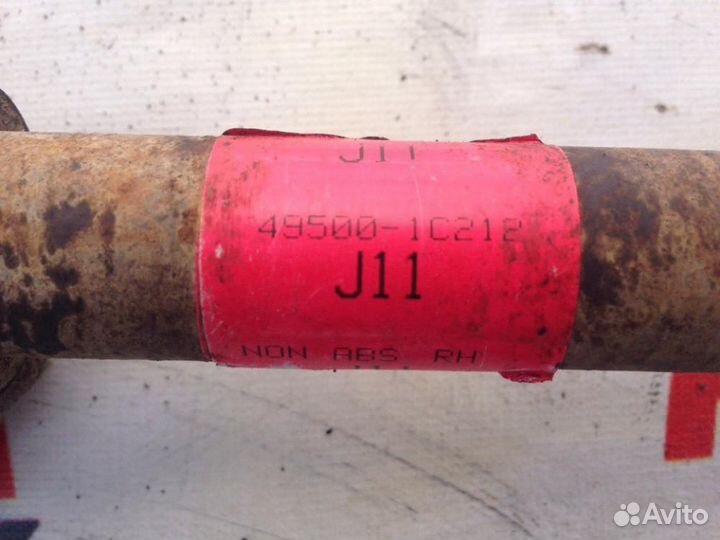 J11
49500-1C212
J11
NON ABS RH
Avito